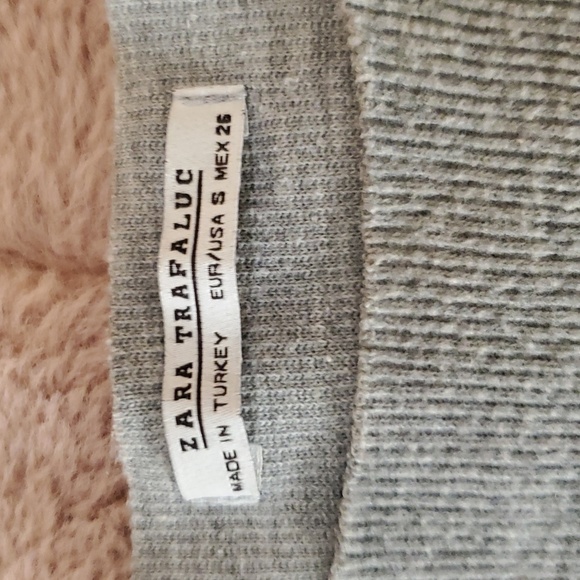 ZARA TRAFALUC
MADE IN TURKEY EUR/USA S MEX 26